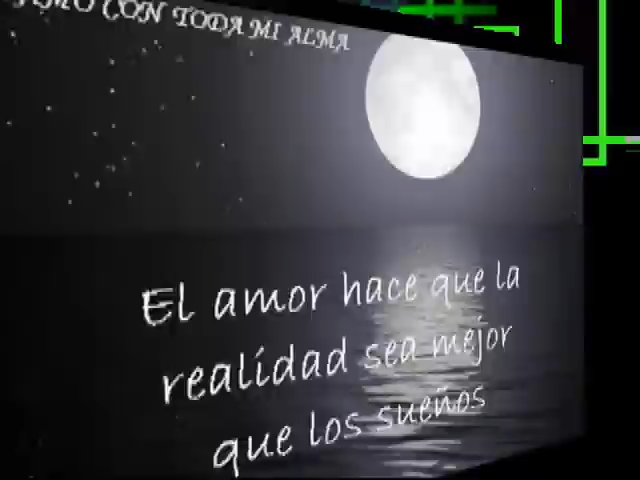 CON TODA MI ALMA
El amor hace que la
realidad sea mejor
que los sueños